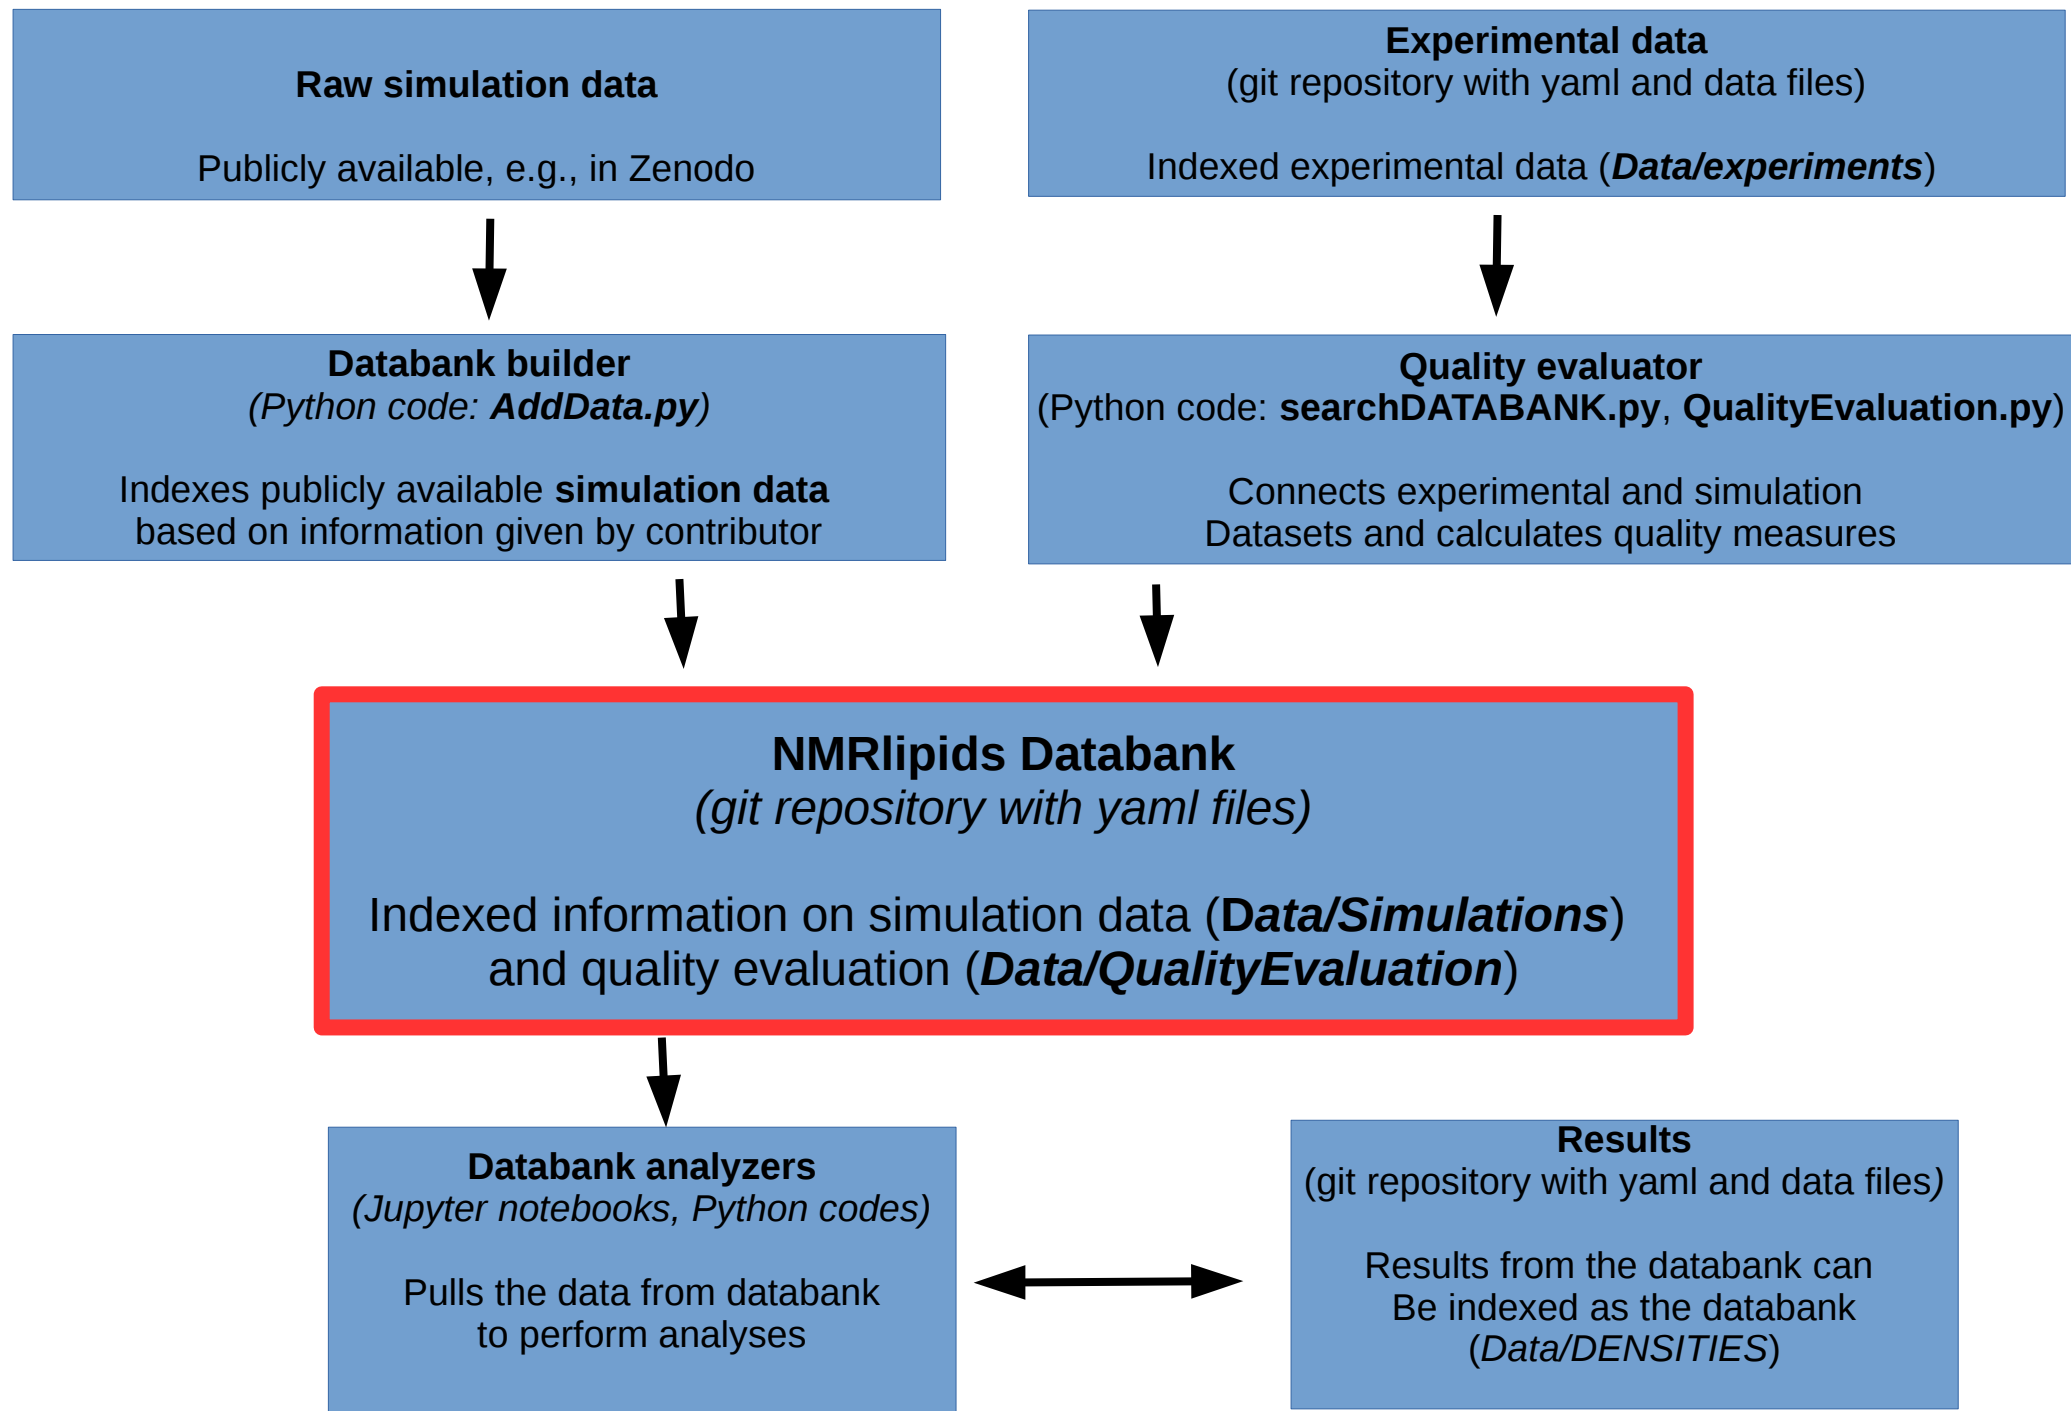 Raw simulation data
Publicly available, e.g., in Zenodo
Experimental data
(git repository with yaml and data files)
Indexed experimental data (Data/experiments)
Databank builder
(Python code: AddData.py)
Indexes publicly available simulation data
based on information given by contributor
Quality evaluator
(Python code: searchDATABANK.py, QualityEvaluation.py)
Connects experimental and simulation
Datasets and calculates quality measures
NMRlipids Databank
(git repository with yaml files)
Indexed information on simulation data (Data/Simulations)
and quality evaluation (Data/QualityEvaluation)
Databank analyzers
(Jupyter notebooks, Python codes)
Pulls the data from databank
to perform analyses
Results
(git repository with yaml and data files)
Results from the databank can
Be indexed as the databank
(Data/DENSITIES)